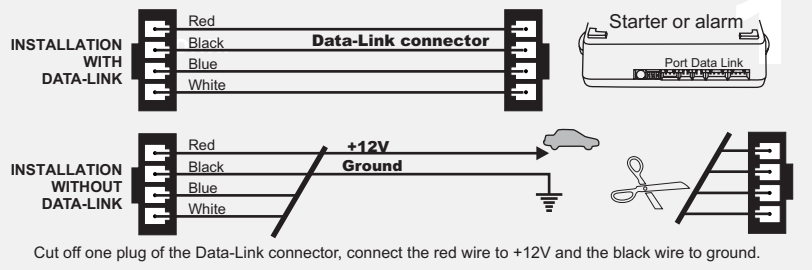 INSTALLATION
WITH
DATA-LINK
Red
Black
Blue
White
Data-Link connector
Starter or alarm
Port Data Link
1
INSTALLATION
WITHOUT
DATA-LINK
Red
Black
Blue
White
+12V
Ground
Cut off one plug of the Data-Link connector, connect the red wire to +12V and the black wire to ground.